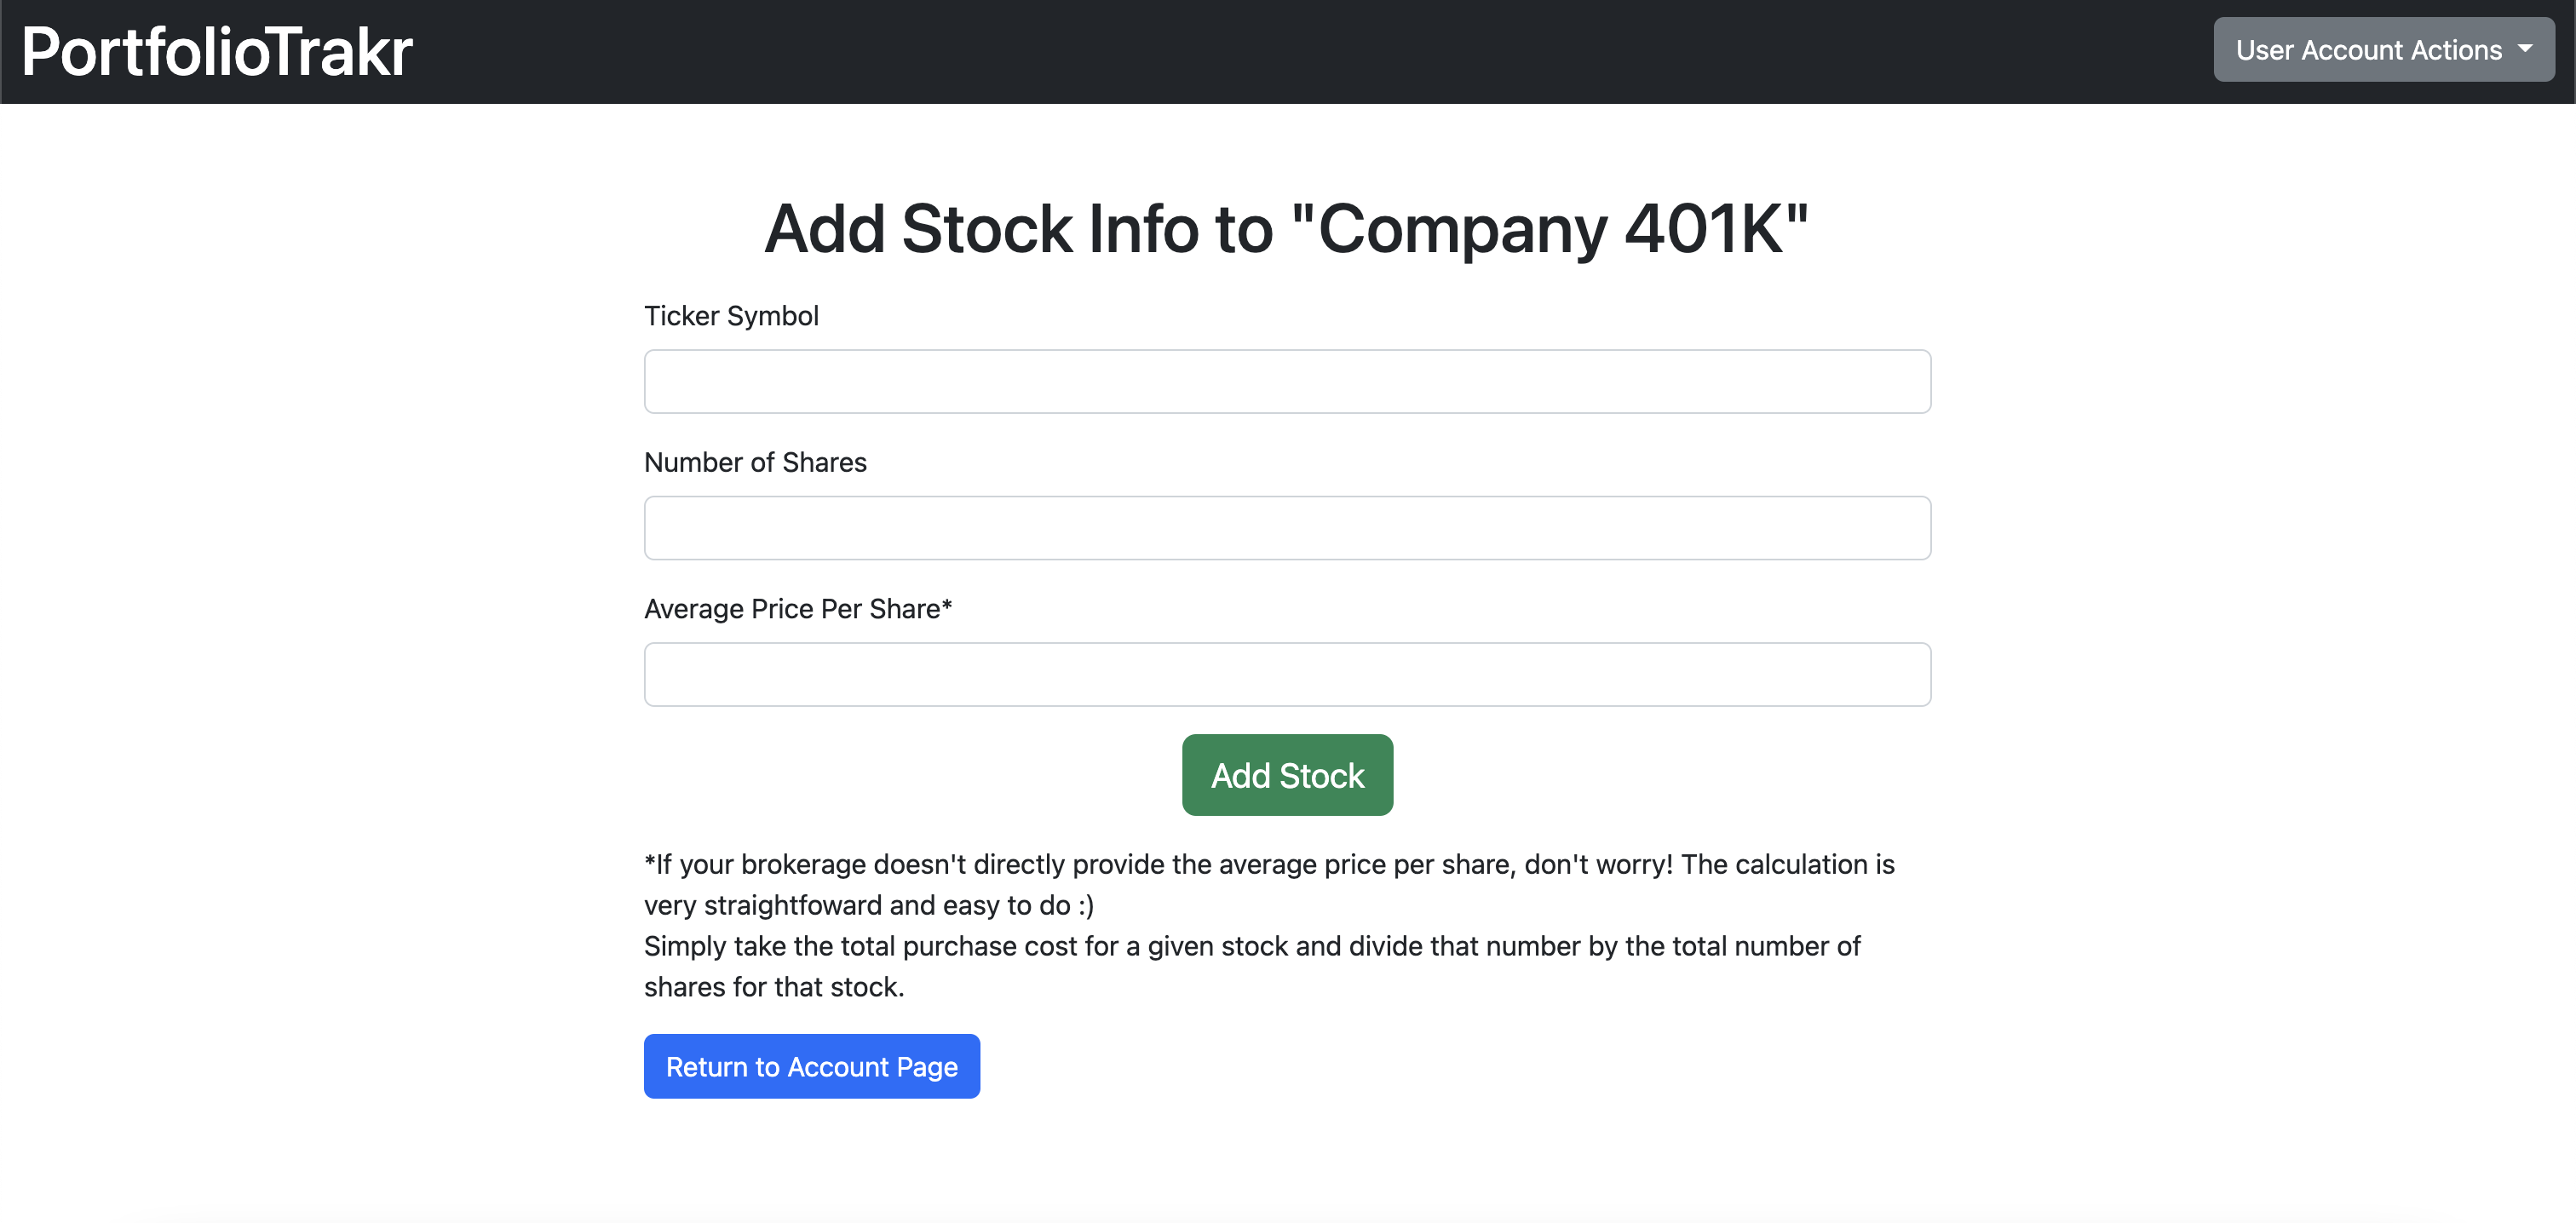 PortfolioTrakr
User Account Actions
Add Stock Info to "Company 401K"
Ticker Symbol
Number of Shares
Average Price Per Share*
Add Stock
*If your brokerage doesn't directly provide the average price per share, don't worry! The calculation is
very straightfoward and easy to do :)
Simply take the total purchase cost for a given stock and divide that number by the total number of
shares for that stock.
Return to Account Page